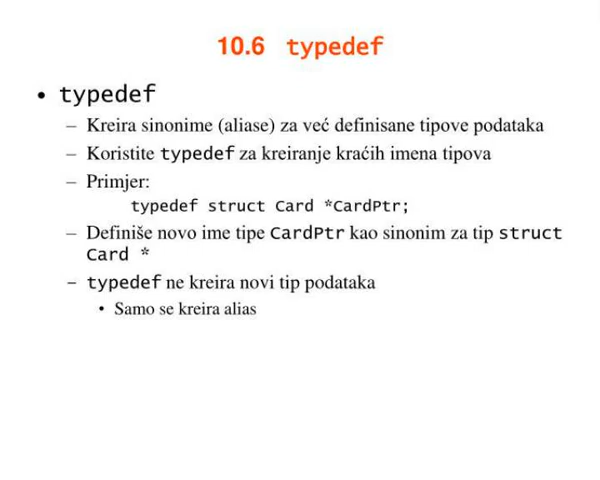 10.6 typedef
• typedef
– Kreira sinonime (aliase) za već definisane tipove podataka
– Koristite typedef za kreiranje kraćih imena tipova
– Primjer:
typedef struct Card *CardPtr;
– Definiše novo ime tipe CardPtr kao sinonim za tip struct
Card *
– typedef ne kreira novi tip podataka
• Samo se kreira alias